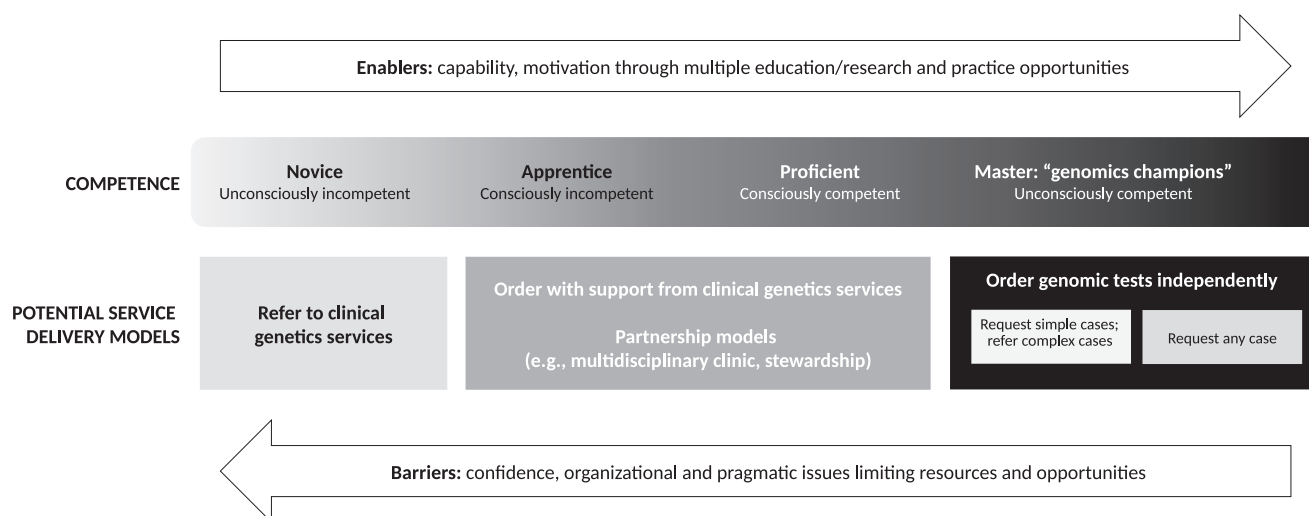 Enablers: capability, motivation through multiple education/research and practice opportunities
COMPETENCE
Novice
Unconsciously incompetent
Apprentice
Consciously incompetent
Proficient
Consciously competent
Master: “genomics champions”
Unconsciously competent
POTENTIAL SERVICE
DELIVERY MODELS
Refer to clinical
genetics services
Order with support from clinical genetics services
Partnership models
(e.g., multidisciplinary clinic, stewardship)
Order genomic tests independently
Request simple cases;
refer complex cases
Request any case
Barriers: confidence, organizational and pragmatic issues limiting resources and opportunities